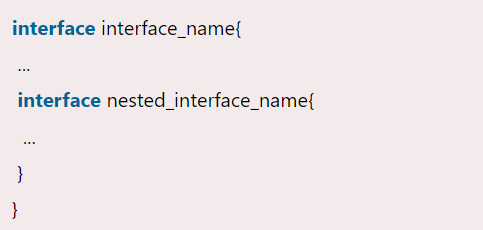 interface interface_name{
...
interface nested_interface_name{
...
}
}